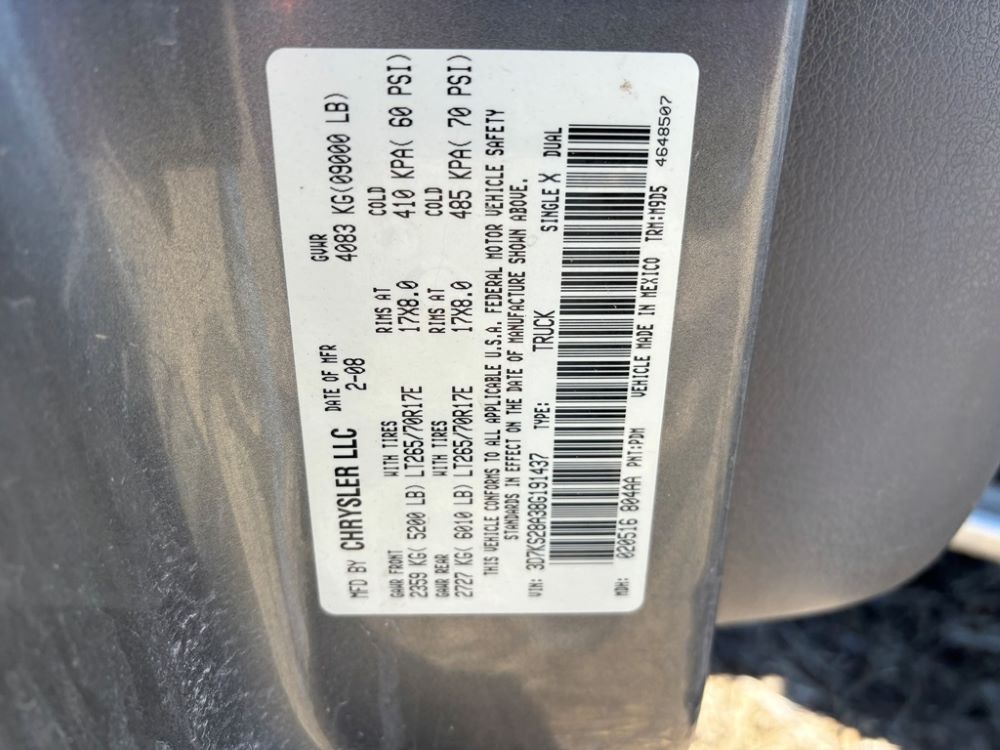 MFD BY CHRYSLER LLC DATE OF MFR GVWR
2-08 4083 KG(09000 LB)
GAWR FRONT WITH TIRES RIMS AT COLD
2359 KG( 5200 LB) LT265/70R17E 17X8.0 410 KPA( 60 PSI)
GAWR REAR WITH TIRES RIMS AT COLD
2727 KG( 6010 LB) LT265/70R17E 17X8.0 485 KPA( 70 PSI)
THIS VEHICLE CONFORMS TO ALL APPLICABLE U.S.A. FEDERAL MOTOR VEHICLE SAFETY
STANDARDS IN EFFECT ON THE DATE OF MANUFACTURE SHOWN ABOVE.
VIN: 3D7KS28A38G191437 TYPE: TRUCK SINGLE X DUAL
MDH: 020516 804AA PNT:PDM VEHICLE MADE IN MEXICO TRM:M9D5 4648507